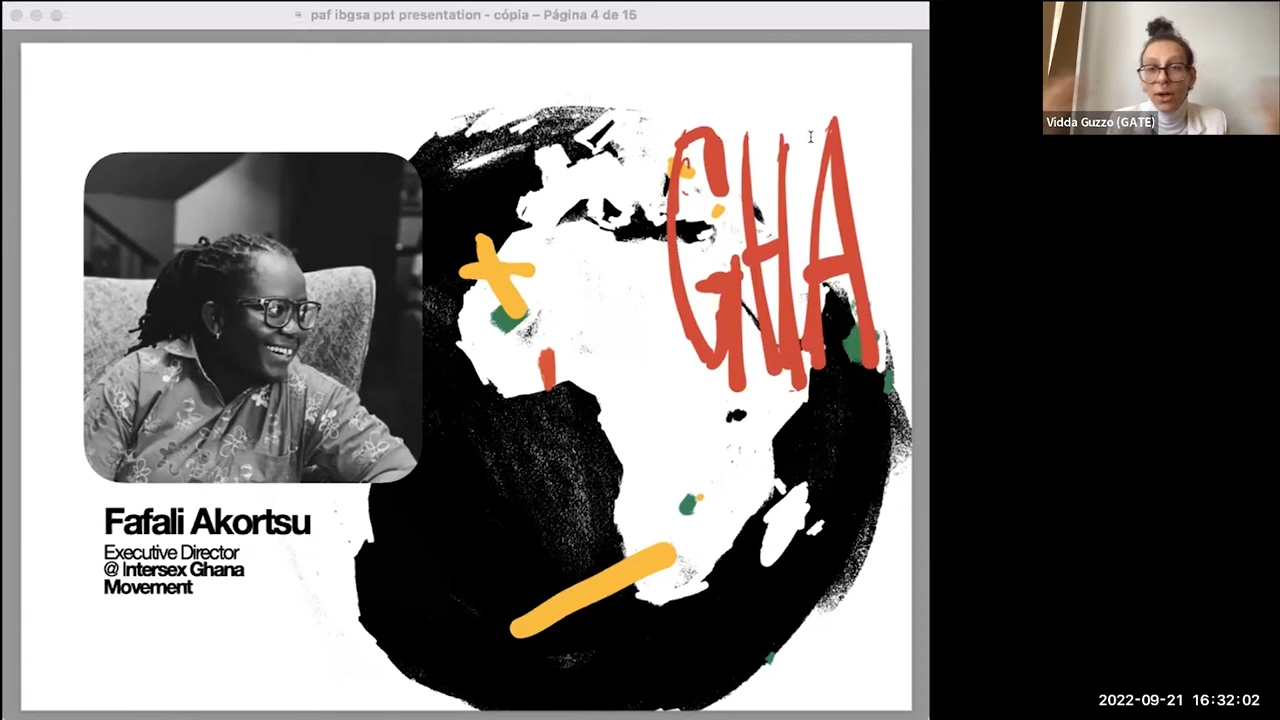 paf ibgsa ppt presentation - cópia – Página 4 de 15
GHA
Fafali Akortsu
Executive Director
@ Intersex Ghana
Movement
Vidda Guzzo (GATE)
2022-09-21 16:32:02